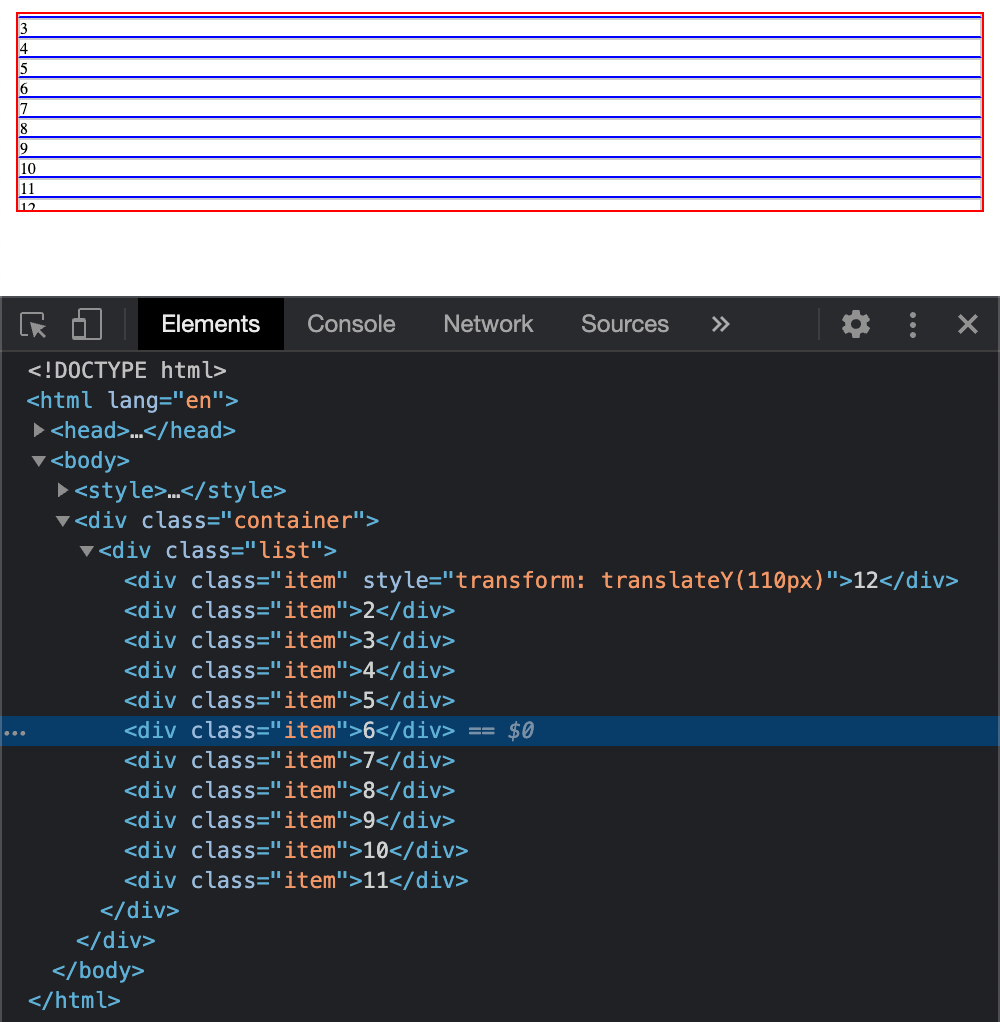 3
4
5
6
7
8
9
10
11
12
Elements Console Network Sources »
<!DOCTYPE html>
<html lang="en">
<head>…</head>
<body>
<style>…</style>
<div class="container">
<div class="list">
<div class="item" style="transform: translateY(110px)">12</div>
<div class="item">2</div>
<div class="item">3</div>
<div class="item">4</div>
<div class="item">5</div>
<div class="item">6</div> == $0
<div class="item">7</div>
<div class="item">8</div>
<div class="item">9</div>
<div class="item">10</div>
<div class="item">11</div>
</div>
</div>
</body>
</html>